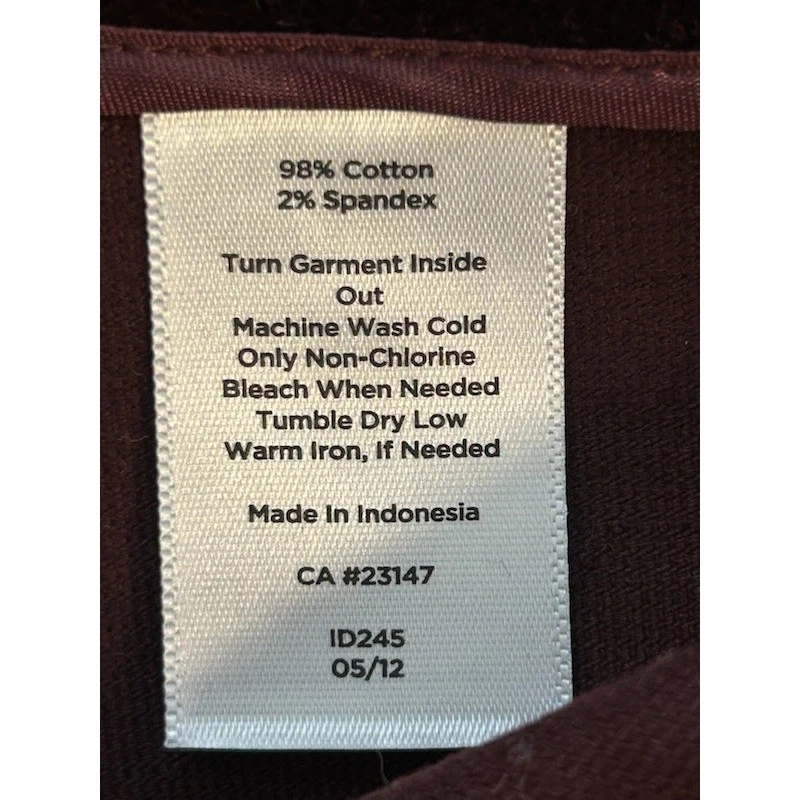 98% Cotton
2% Spandex
Turn Garment Inside
Out
Machine Wash Cold
Only Non-Chlorine
Bleach When Needed
Tumble Dry Low
Warm Iron, If Needed
Made In Indonesia
CA #23147
ID245
05/12